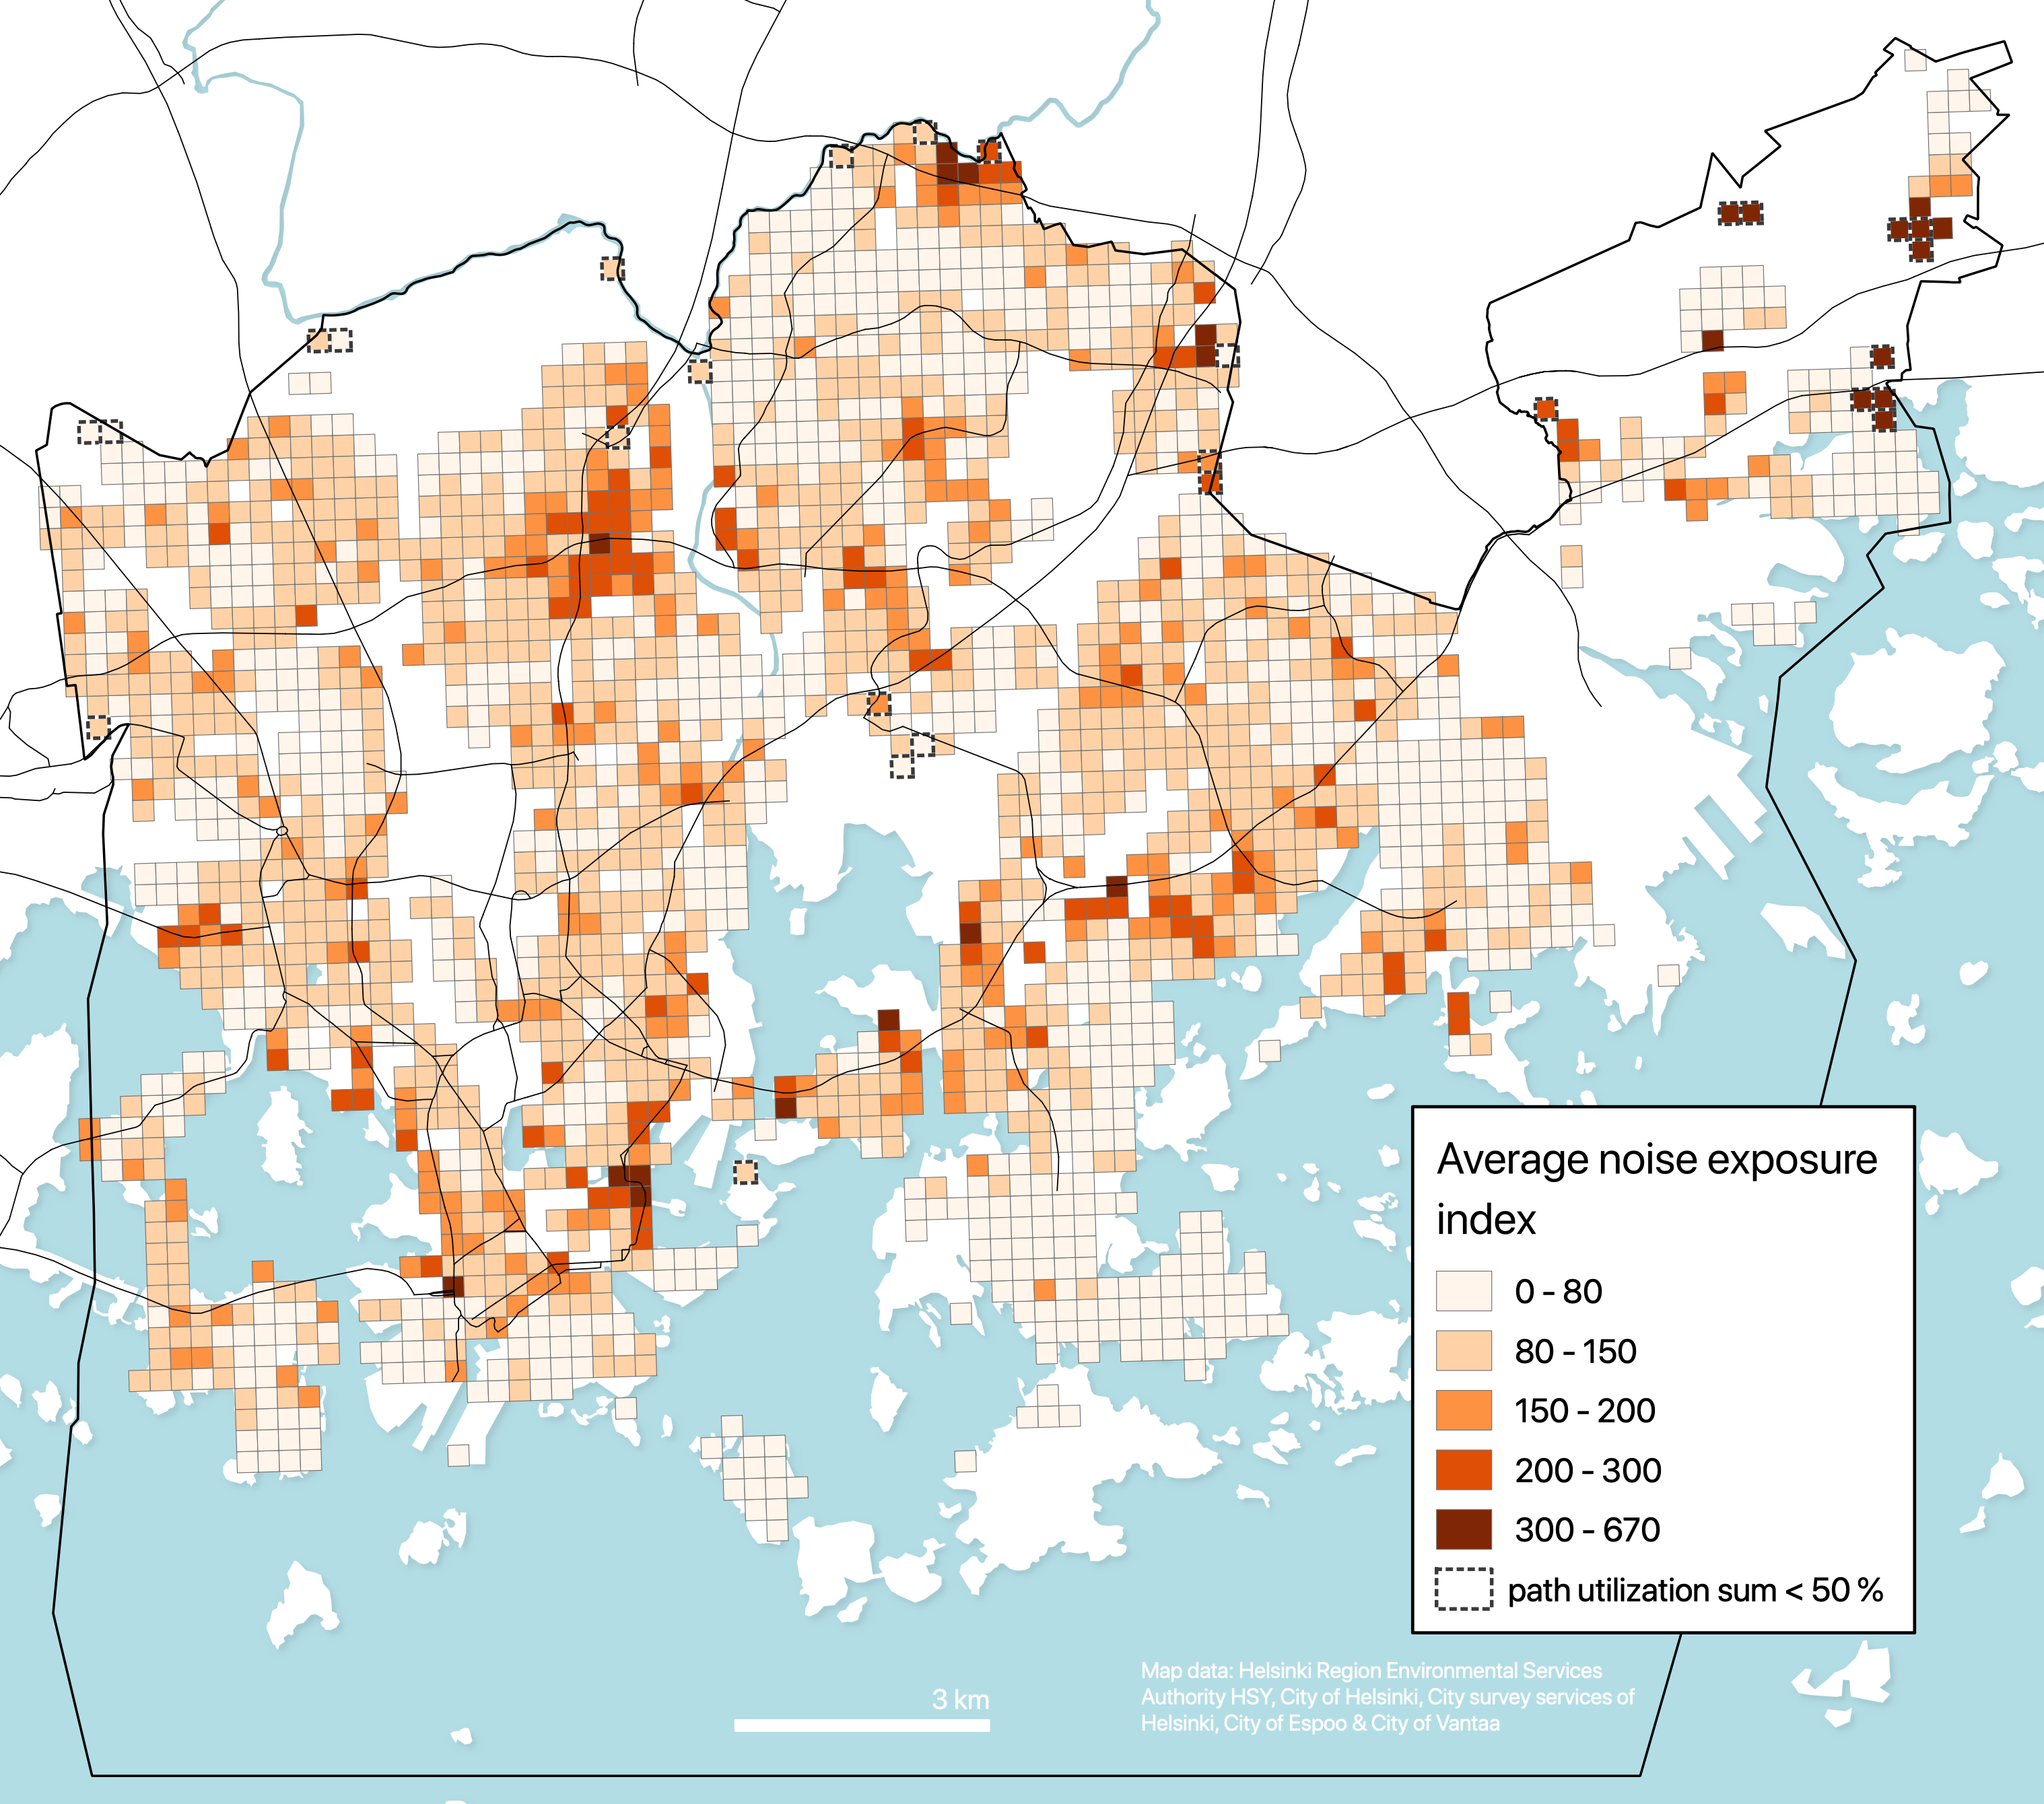 Average noise exposure
index
0 - 80
80 - 150
150 - 200
200 - 300
300 - 670
path utilization sum < 50 %
Map data: Helsinki Region Environmental Services
Authority HSY, City of Helsinki, City survey services of
Helsinki, City of Espoo & City of Vantaa
3 km